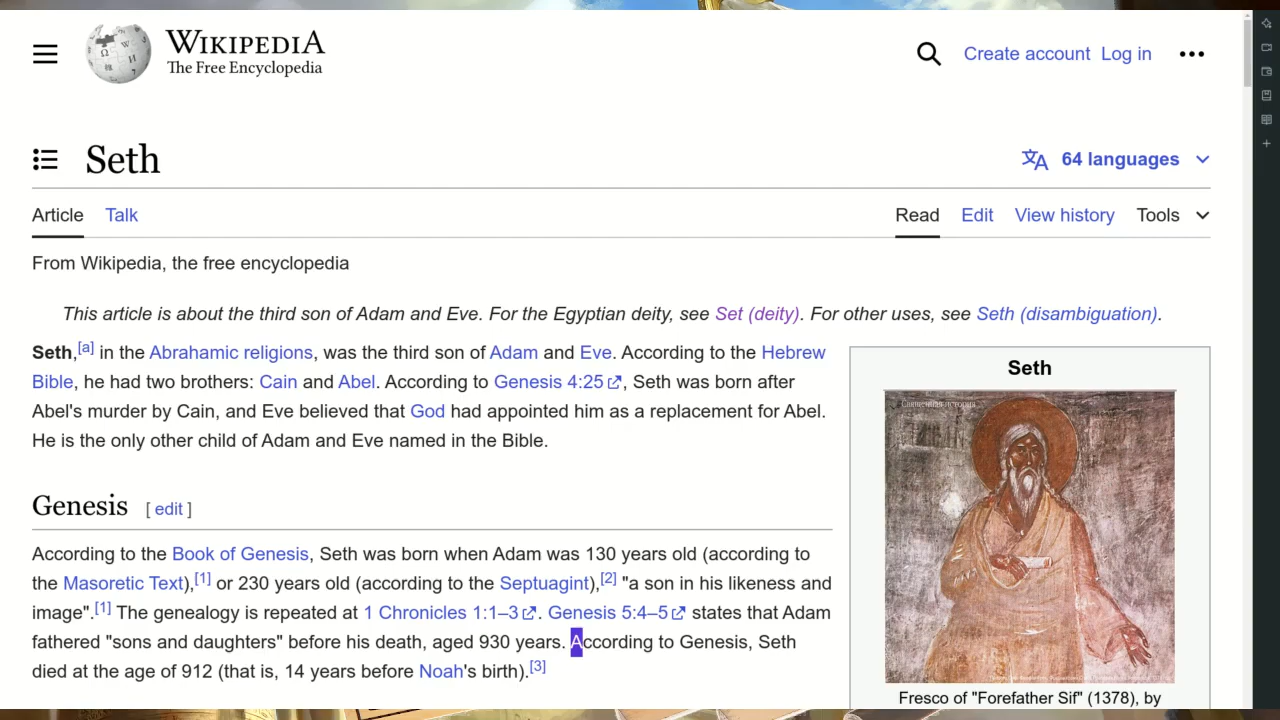 WIKIPEDIA
The Free Encyclopedia
Create account Log in
Seth
64 languages
Article Talk
Read Edit View history Tools
From Wikipedia, the free encyclopedia
This article is about the third son of Adam and Eve. For the Egyptian deity, see Set (deity). For other uses, see Seth (disambiguation).
Seth,[a] in the Abrahamic religions, was the third son of Adam and Eve. According to the Hebrew
Bible, he had two brothers: Cain and Abel. According to Genesis 4:25, Seth was born after
Abel's murder by Cain, and Eve believed that God had appointed him as a replacement for Abel.
He is the only other child of Adam and Eve named in the Bible.
Genesis [ edit ]
According to the Book of Genesis, Seth was born when Adam was 130 years old (according to
the Masoretic Text),[1] or 230 years old (according to the Septuagint),[2] "a son in his likeness and
image".[1] The genealogy is repeated at 1 Chronicles 1:1–3. Genesis 5:4–5 states that Adam
fathered "sons and daughters" before his death, aged 930 years. According to Genesis, Seth
died at the age of 912 (that is, 14 years before Noah's birth).[3]
Seth
Священная история
Fresco of "Forefather Sif" (1378), by